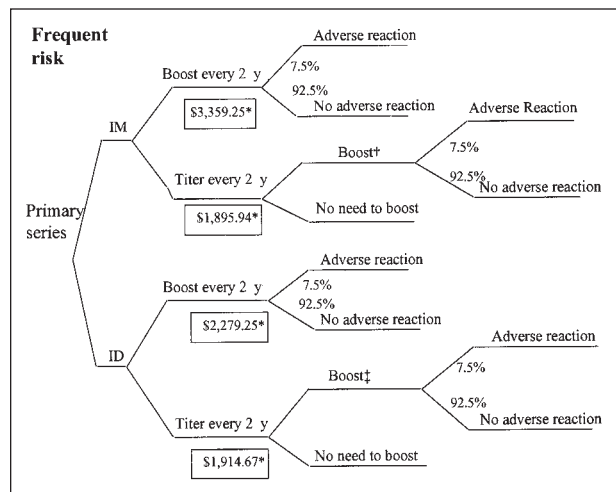 Frequent
risk
Adverse reaction
Boost every 2 y
7.5%
92.5%
No adverse reaction
$3,359.25*
IM
Adverse Reaction
Boost†
7.5%
Titer every 2 y
92.5%
No adverse reaction
$1,895.94*
No need to boost
Primary
series
Adverse reaction
Boost every 2 y
7.5%
92.5%
No adverse reaction
$2,279.25*
Adverse reaction
ID
Boost‡
7.5%
92.5%
No adverse reaction
Titer every 2 y
No need to boost
$1,914.67*